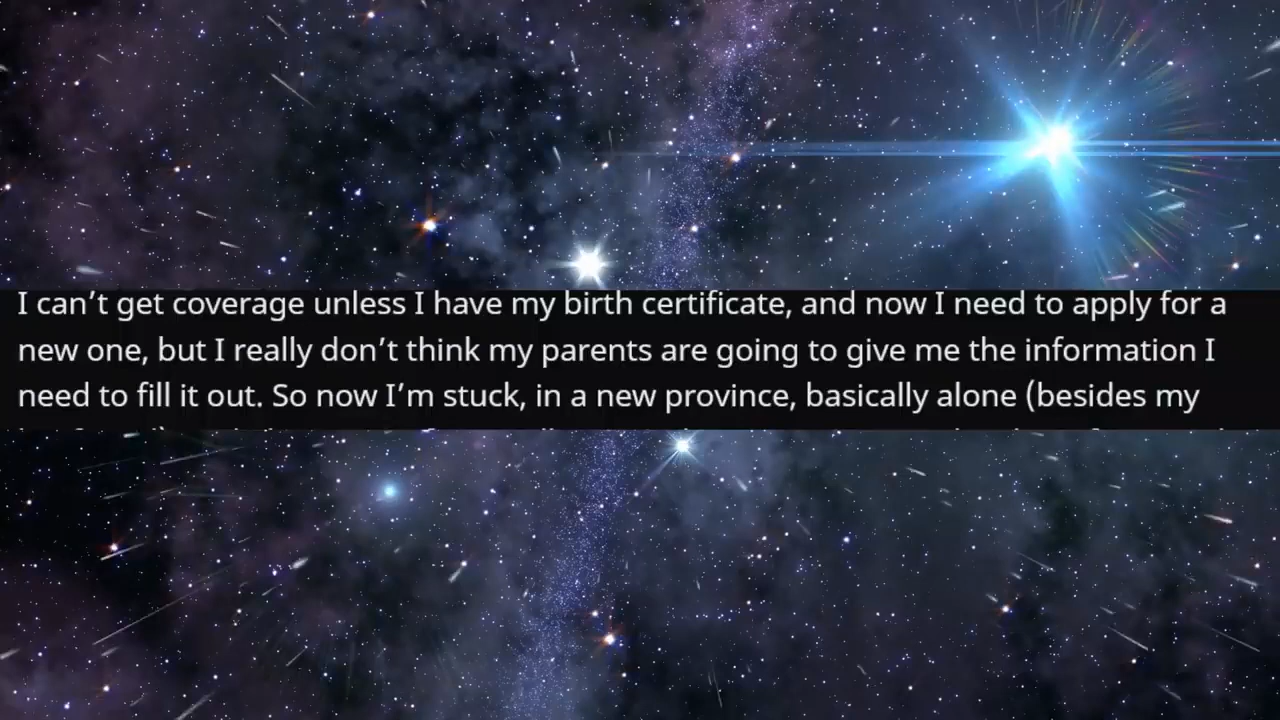 I can’t get coverage unless I have my birth certificate, and now I need to apply for a
new one, but I really don’t think my parents are going to give me the information I
need to fill it out. So now I’m stuck, in a new province, basically alone (besides my